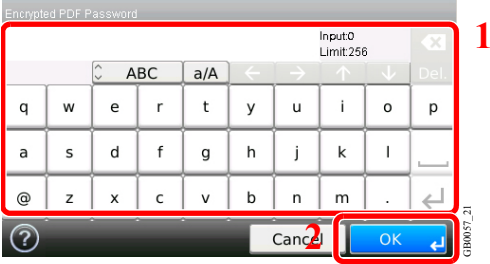 Encrypted PDF Password
1
Input:0
Limit:256
ABC a/A ← → ↑ ↓ Del.
q w e r t y u i o p
a s d f g h j k l
@ z x c v b n m .
? Cancel 2 OK
GB0057_21